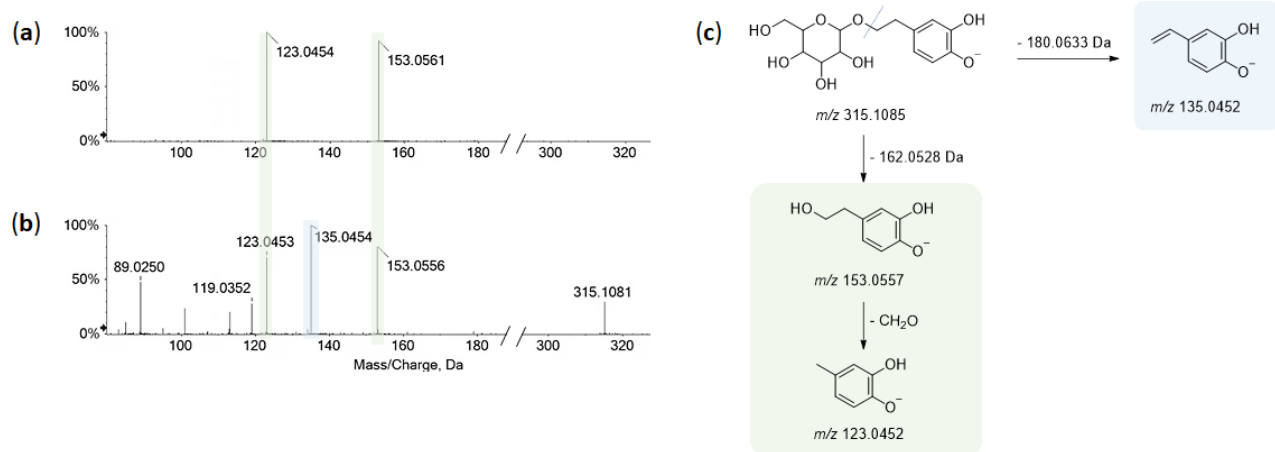 (a)
100%
50%
0%
123.0454
153.0561
100
120
140
160
180
300
320
(b)
100%
50%
0%
89.0250
119.0352
123.0453
135.0454
153.0556
315.1081
100
120
140
160
180
300
320
Mass/Charge, Da
(c)
HO
O
O
HO
OH
OH
OH
O⁻
m/z 315.1085
- 180.0633 Da
OH
O⁻
m/z 135.0452
- 162.0528 Da
HO
OH
O⁻
m/z 153.0557
- CH₂O
OH
O⁻
m/z 123.0452